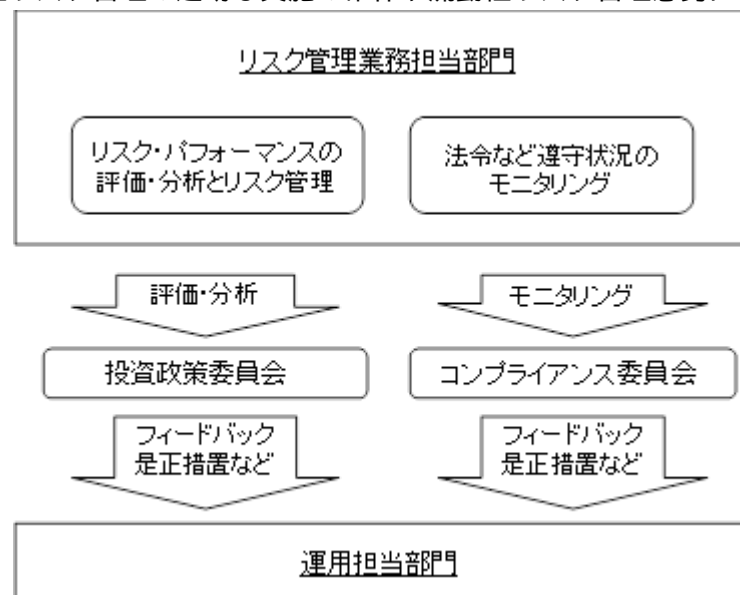 リスク管理業務担当部門
リスク・パフォーマンスの
評価・分析とリスク管理
法令など遵守状況の
モニタリング
評価・分析
モニタリング
投資政策委員会
コンプライアンス委員会
フィードバック
是正措置など
フィードバック
是正措置など
運用担当部門